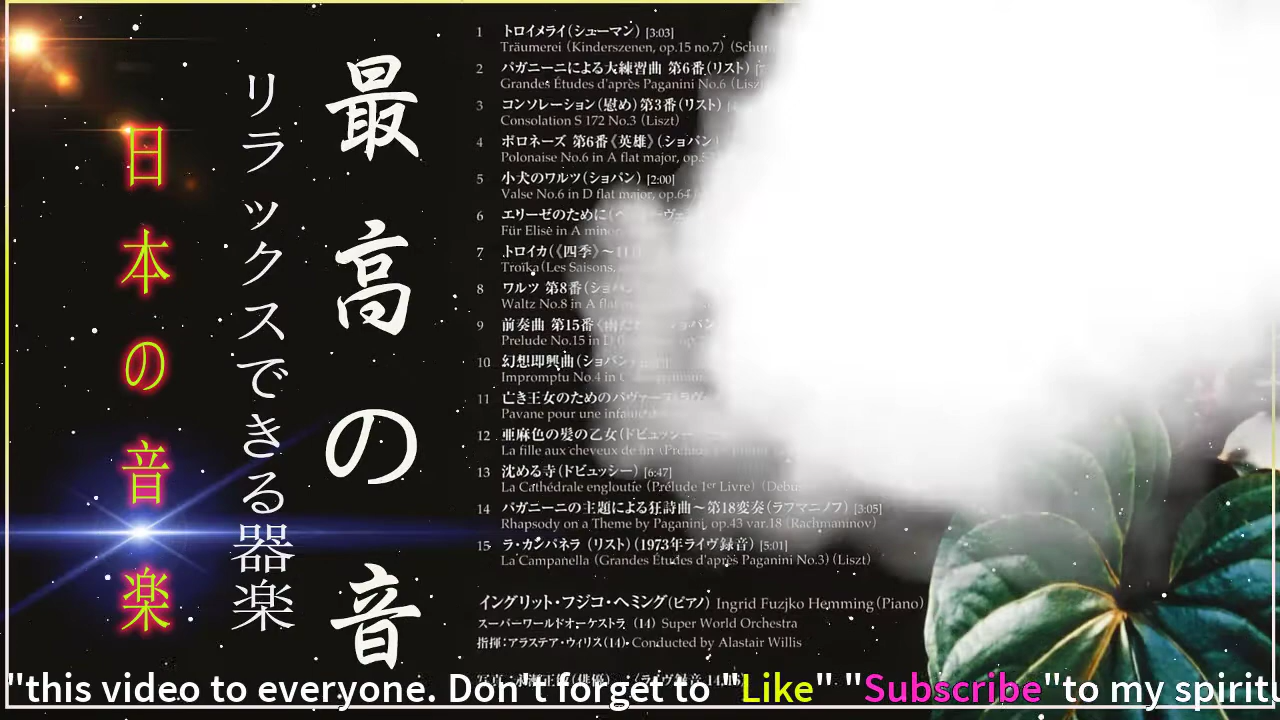 最高の音
リラックスできる器楽
日本の音楽
1 トロイメライ(シューマン) [3:03]
Träumerei (Kinderszenen, op.15 no.7)
2 パガニーニによる大練習曲 第6番(リスト)
Grandes Études d'après Paganini No.6 (Liszt
3 コンソレーション(慰め)第3番(リスト)
Consolation S 172 No.3 (Liszt)
4 ポロネーズ 第6番《英雄》(ショパン)
Polonaise No.6 in A flat major,
5 小犬のワルツ(ショパン) [2:00]
Valse No.6 in D flat major, op.64
6 エリーゼのために
Für Elise in A minor
7 トロイカ(《四季》~11)
Troïka(Les Saisons,
8 ワルツ 第8番
Waltz No.8 in A flat
9 前奏曲 第15番
Prelude No.15 in D
10 幻想即興曲(ショパン
Impromptu No.4 in
11 亡き王女のためのパヴァーヌ
Pavane pour une infante
12 亜麻色の髪の乙女(ドビュッシー
La fille aux cheveux de lin
13 沈める寺(ドビュッシー) [6:47]
La Cathédrale engloutie (Prélude 1er Livre) (Debu
14 パガニーニの主題による狂詩曲~第18変奏(ラフマニノフ) [3:05]
Rhapsody on a Theme by Paganini, op.43 var.18 (Rachmaninov)
15 ラ・カンパネラ (リスト)(1973年ライヴ録音) [5:01]
La Campanella (Grandes Études d'après Paganini No.3) (Liszt)
イングリット・フジコ・ヘミング(ピアノ) Ingrid Fuzjko Hemming (Piano)
スーパーワールドオーケストラ (14) Super World Orchestra
指揮:アラステア・ウィリス(14) Conducted by Alastair Willis
"this video to everyone. Don't forget to "Like" "Subscribe"to my spirit